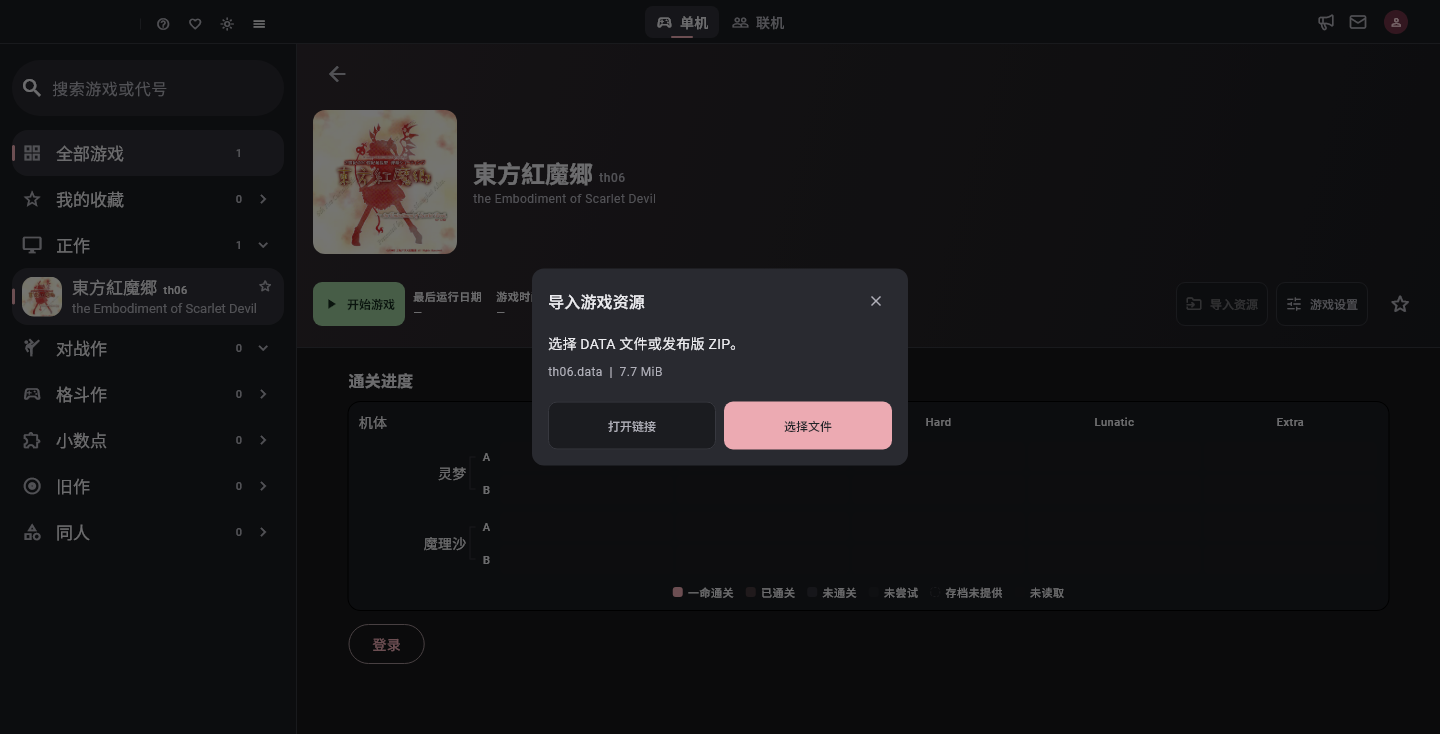 单机
联机
搜索游戏或代号
全部游戏 1
我的收藏 0
正作 1
東方紅魔郷 th06
the Embodiment of Scarlet Devil
对战作 0
格斗作 0
小数点 0
旧作 0
同人 0
東方紅魔郷 th06
the Embodiment of Scarlet Devil
开始游戏
最后运行日期
—
游戏时
—
导入资源
游戏设置
导入游戏资源
选择 DATA 文件或发布版 ZIP。
th06.data | 7.7 MiB
打开链接
选择文件
通关进度
机体 Hard Lunatic Extra
灵梦
A
B
魔理沙
A
B
一命通关 已通关 未通关 未尝试 存档未提供 未读取
登录